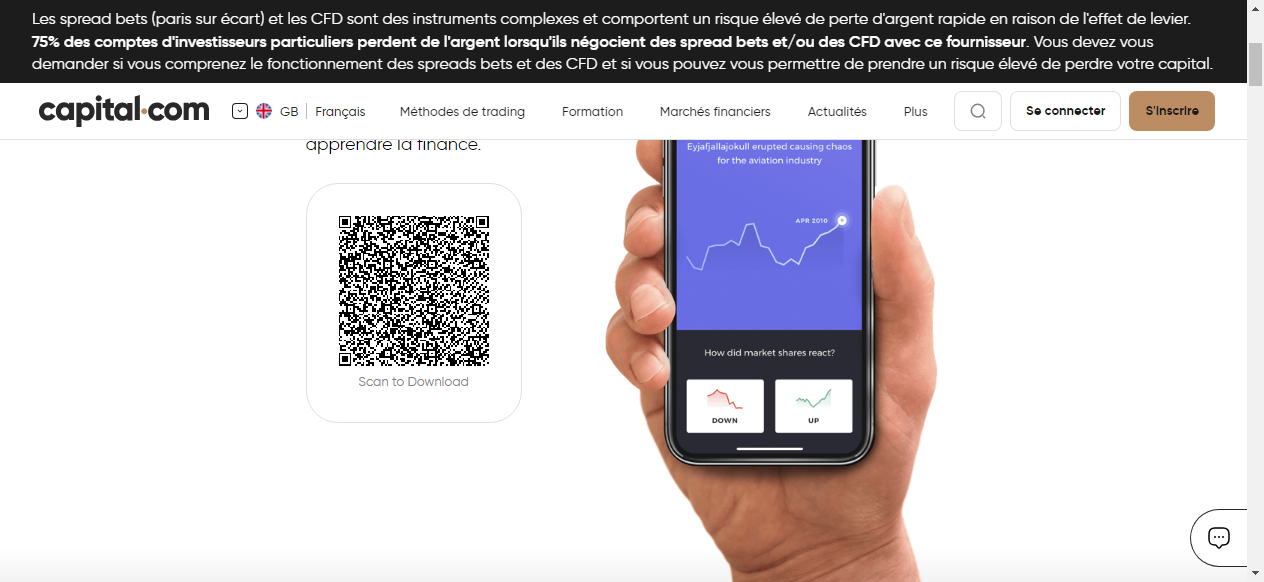 Les spread bets (paris sur écart) et les CFD sont des instruments complexes et comportent un risque élevé de perte d'argent rapide en raison de l'effet de levier.
75% des comptes d'investisseurs particuliers perdent de l'argent lorsqu'ils négocient des spread bets et/ou des CFD avec ce fournisseur. Vous devez vous
demander si vous comprenez le fonctionnement des spreads bets et des CFD et si vous pouvez vous permettre de prendre un risque élevé de perdre votre capital.
capital.com GB Français Méthodes de trading Formation Marchés financiers Actualités Plus Se connecter S'inscrire
apprendre la finance.
Scan to Download
Eyjafjallajokull erupted causing chaos
for the aviation industry
APR 2010
How did market shares react?
DOWN UP